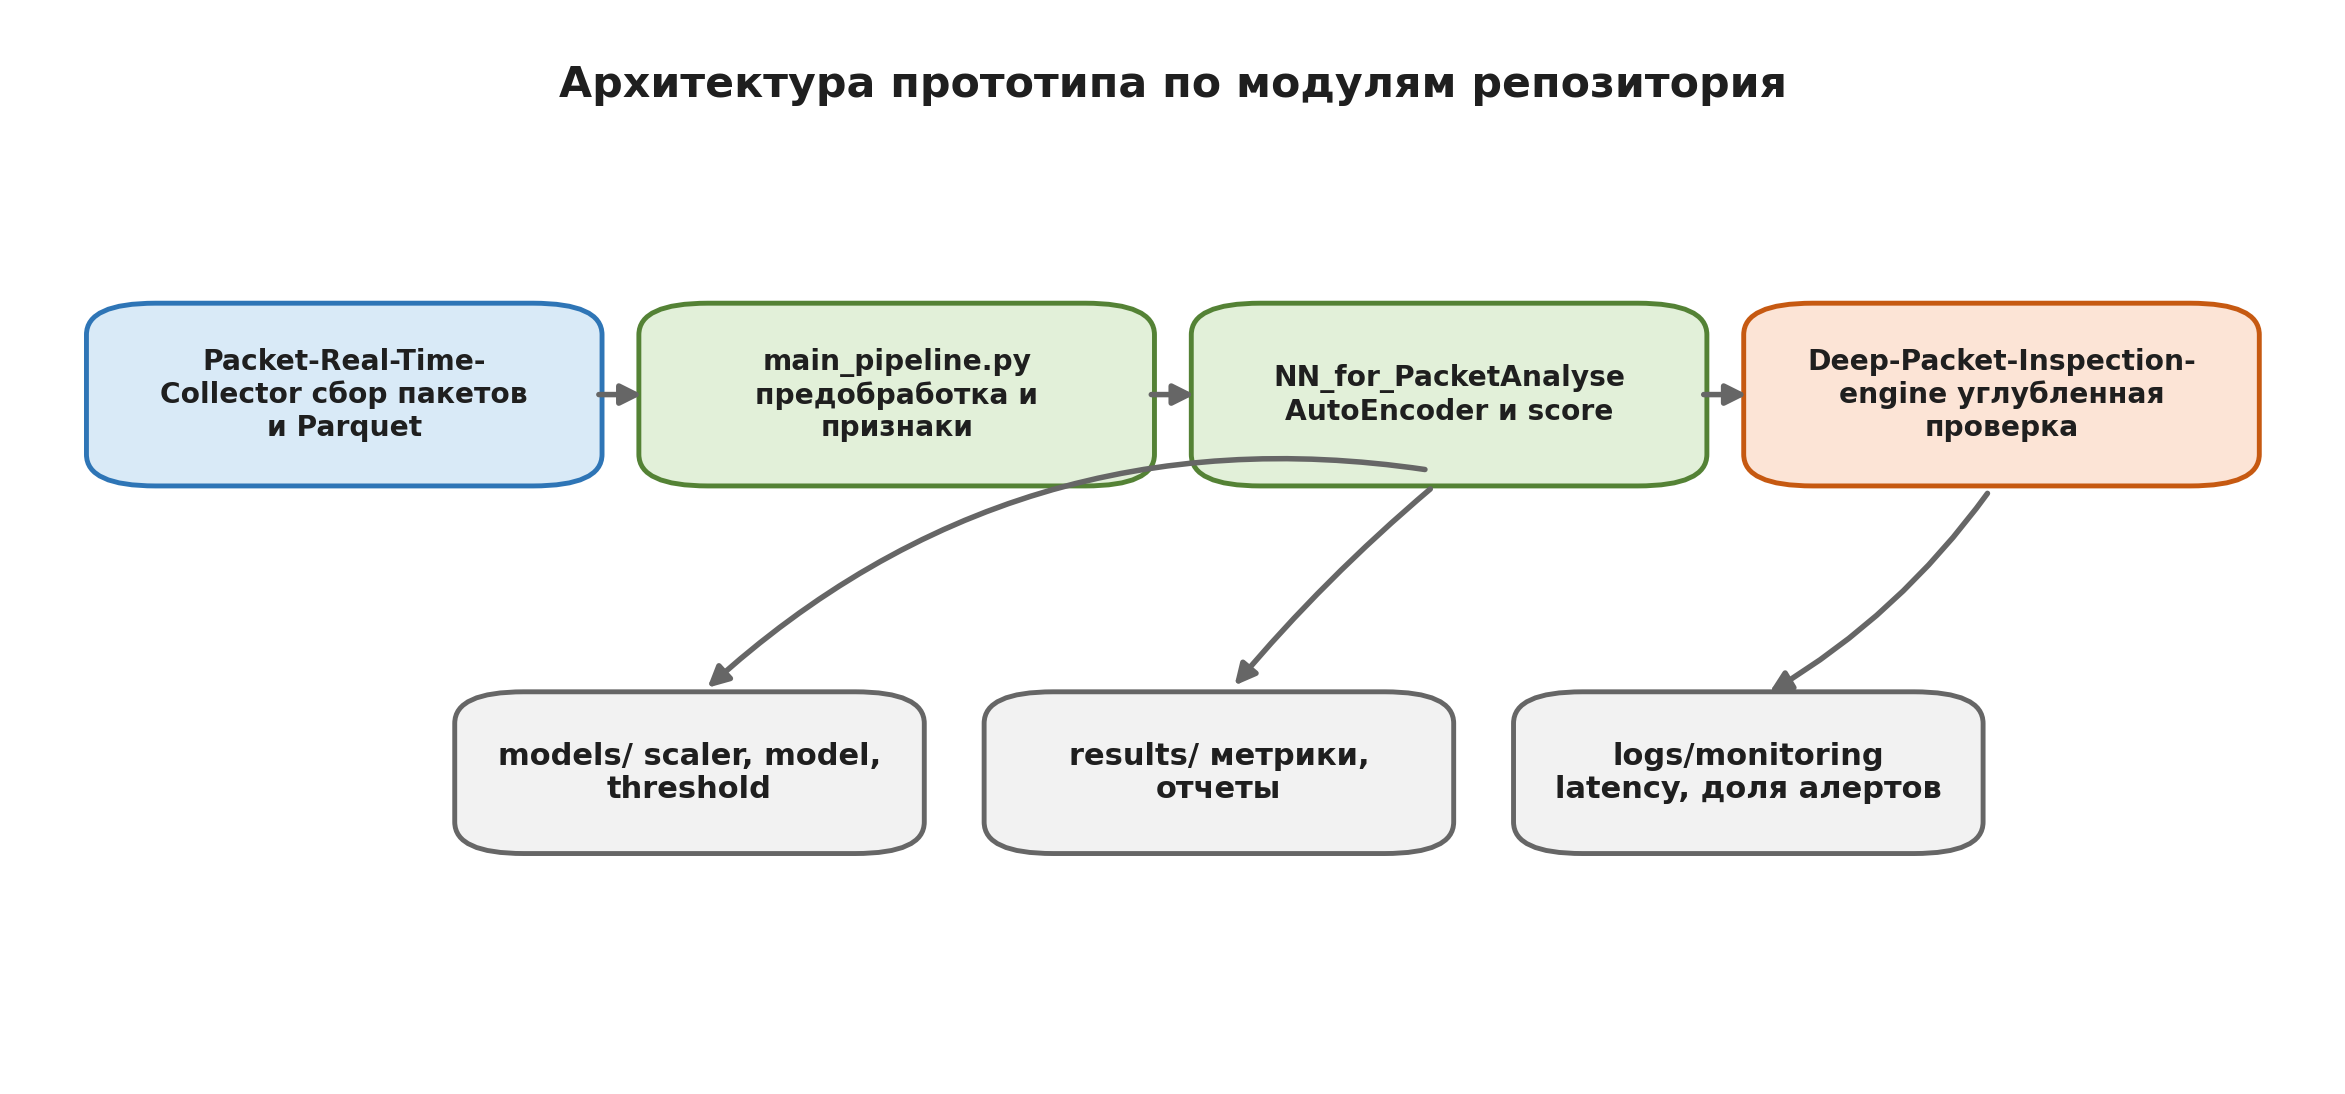 Архитектура прототипа по модулям репозитория
Packet-Real-Time-
Collector сбор пакетов
и Parquet
main_pipeline.py
предобработка и
признаки
NN_for_PacketAnalyse
AutoEncoder и score
Deep-Packet-Inspection-
engine углубленная
проверка
models/ scaler, model,
threshold
results/ метрики,
отчеты
logs/monitoring
latency, доля алертов